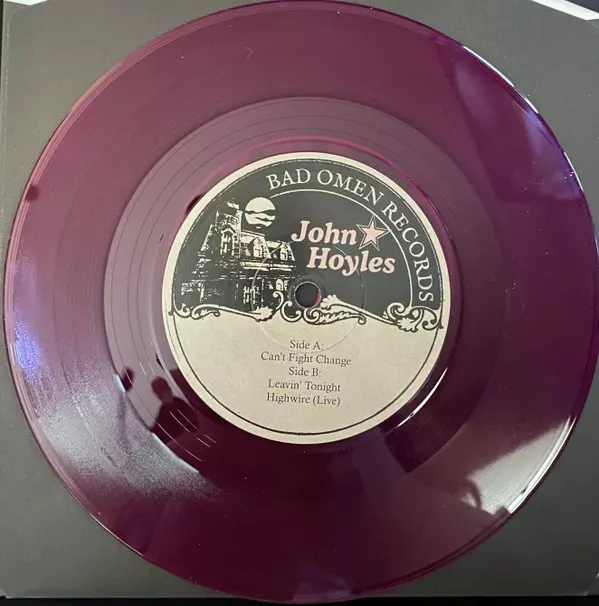 BAD OMEN RECORDS
John
Hoyles
Side A:
Can't Fight Change
Side B:
Leavin' Tonight
Highwire (Live)